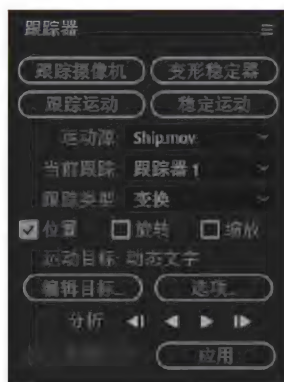 跟踪器
跟踪摄像机 变形稳定器
跟踪运动 稳定运动
运动源: Ship.mov
当前跟踪: 跟踪器 1
跟踪类型: 变换
位置 旋转 缩放
运动目标: 动态文字
编辑目标... 选项...
分析:
应用